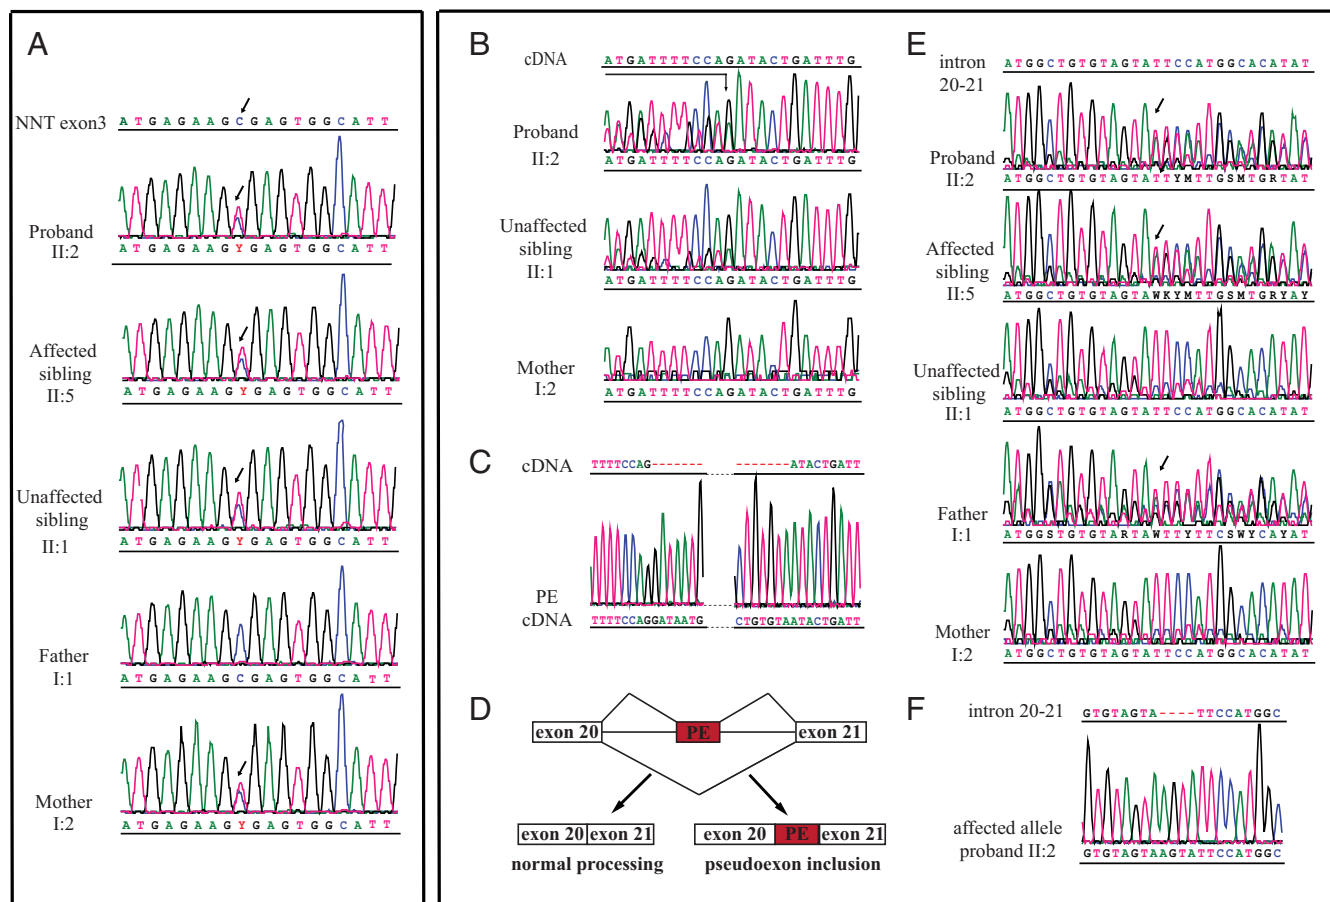 A
NNT exon3
ATGAGAAGCGAGTGGCATT
Proband
II:2
ATGAGAAGYGAGTGGCATT
Affected
sibling
II:5
ATGAGAAGYGAGTGGCATT
Unaffected
sibling
II:1
ATGAGAAGYGAGTGGCATT
Father
I:1
ATGAGAAGCGAGTGGCATT
Mother
I:2
ATGAGAAGYGAGTGGCATT
B
cDNA
ATGATTTTCCAGATACTGATTTG
Proband
II:2
ATGATTTTCCAGATACTGATTTG
Unaffected
sibling
II:1
ATGATTTTCCAGATACTGATTTG
Mother
I:2
ATGATTTTCCAGATACTGATTTG
C
cDNA
TTTTCCAG------- -------ATACTGATT
PE
cDNA
TTTTCCAGGATAATG CTGTGTAATACTGATT
D
exon 20 PE exon 21
exon 20 exon 21
exon 20 PE exon 21
normal processing
pseudoexon inclusion
E
intron
20-21
ATGGCTGTGTAGTATTCCATGGCACATAT
Proband
II:2
ATGGCTGTGTAGTATTYMTTGSMTGRTAT
Affected
sibling
II:5
ATGGCTGTGTAGTAWKYMTTGSMTGRYAY
Unaffected
sibling
II:1
ATGGCTGTGTAGTATTCCATGGCACATAT
Father
I:1
ATGGSTGTGTARTAWTTYTTCSWYCAYAT
Mother
I:2
ATGGCTGTGTAGTATTCCATGGCACATAT
F
intron 20-21
GTGTAGTA----TTCCATGGC
affected allele
proband II:2
GTGTAGTAAGTATTCCATGGC